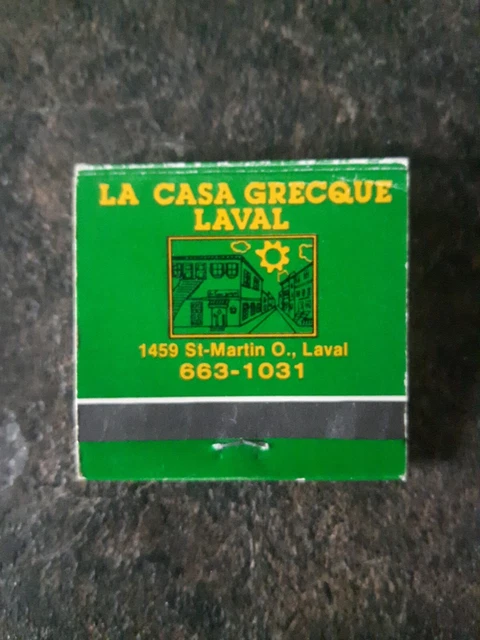 LA CASA GRECQUE
LAVAL
1459 St-Martin O., Laval
663-1031